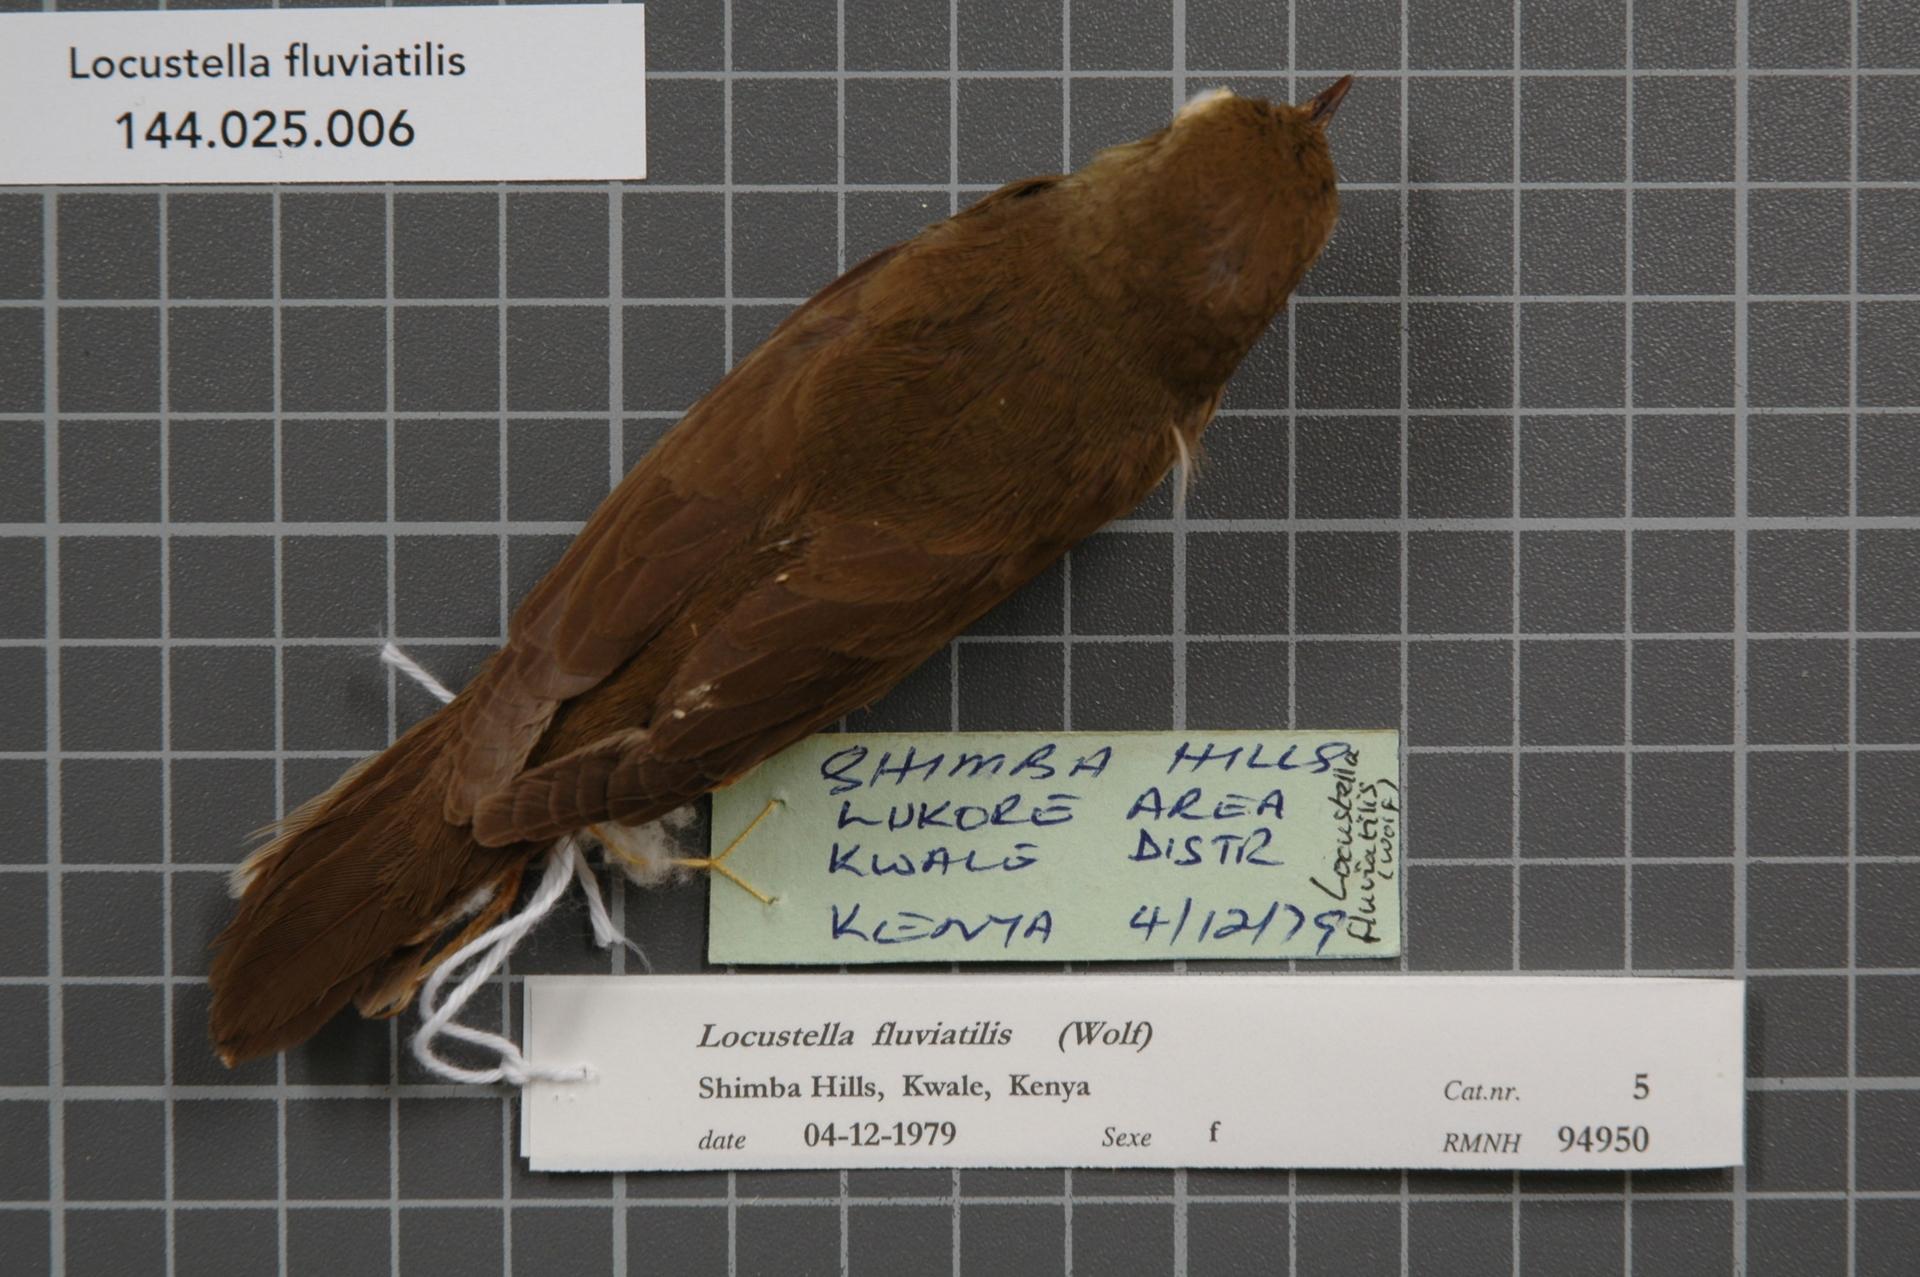 Locustella fluviatilis
144.025.006
SHIMBA HILLS
LUKORE AREA
KWALE DISTR
KENYA 4/12/79
Locustella
fluviatilis
(Wolf)
Locustella fluviatilis (Wolf)
Shimba Hills, Kwale, Kenya
Cat.nr. 5
date 04-12-1979 Sexe f
RMNH 94950